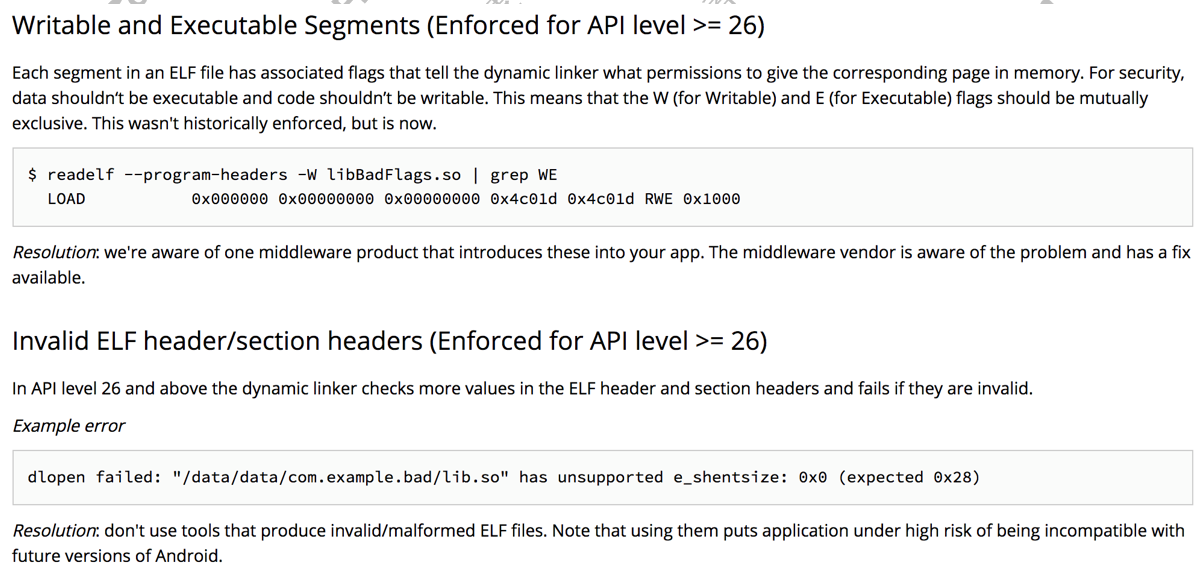 Writable and Executable Segments (Enforced for API level >= 26)
Each segment in an ELF file has associated flags that tell the dynamic linker what permissions to give the corresponding page in memory. For security,
data shouldn’t be executable and code shouldn’t be writable. This means that the W (for Writable) and E (for Executable) flags should be mutually
exclusive. This wasn't historically enforced, but is now.
$ readelf --program-headers -W libBadFlags.so | grep WE
  LOAD           0x000000 0x00000000 0x00000000 0x4c01d 0x4c01d RWE 0x1000
Resolution: we're aware of one middleware product that introduces these into your app. The middleware vendor is aware of the problem and has a fix
available.
Invalid ELF header/section headers (Enforced for API level >= 26)
In API level 26 and above the dynamic linker checks more values in the ELF header and section headers and fails if they are invalid.
Example error
dlopen failed: "/data/data/com.example.bad/lib.so" has unsupported e_shentsize: 0x0 (expected 0x28)
Resolution: don't use tools that produce invalid/malformed ELF files. Note that using them puts application under high risk of being incompatible with
future versions of Android.